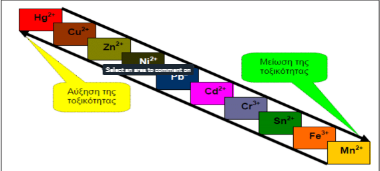 Hg2+
Cu2+
Zn2+
Ni2+
Select an area to comment on
Pb
Cd2+
Cr3+
Sn2+
Fe3+
Mn2+
Μείωση της
τοξικότητας
Αύξηση της
τοξικότητας